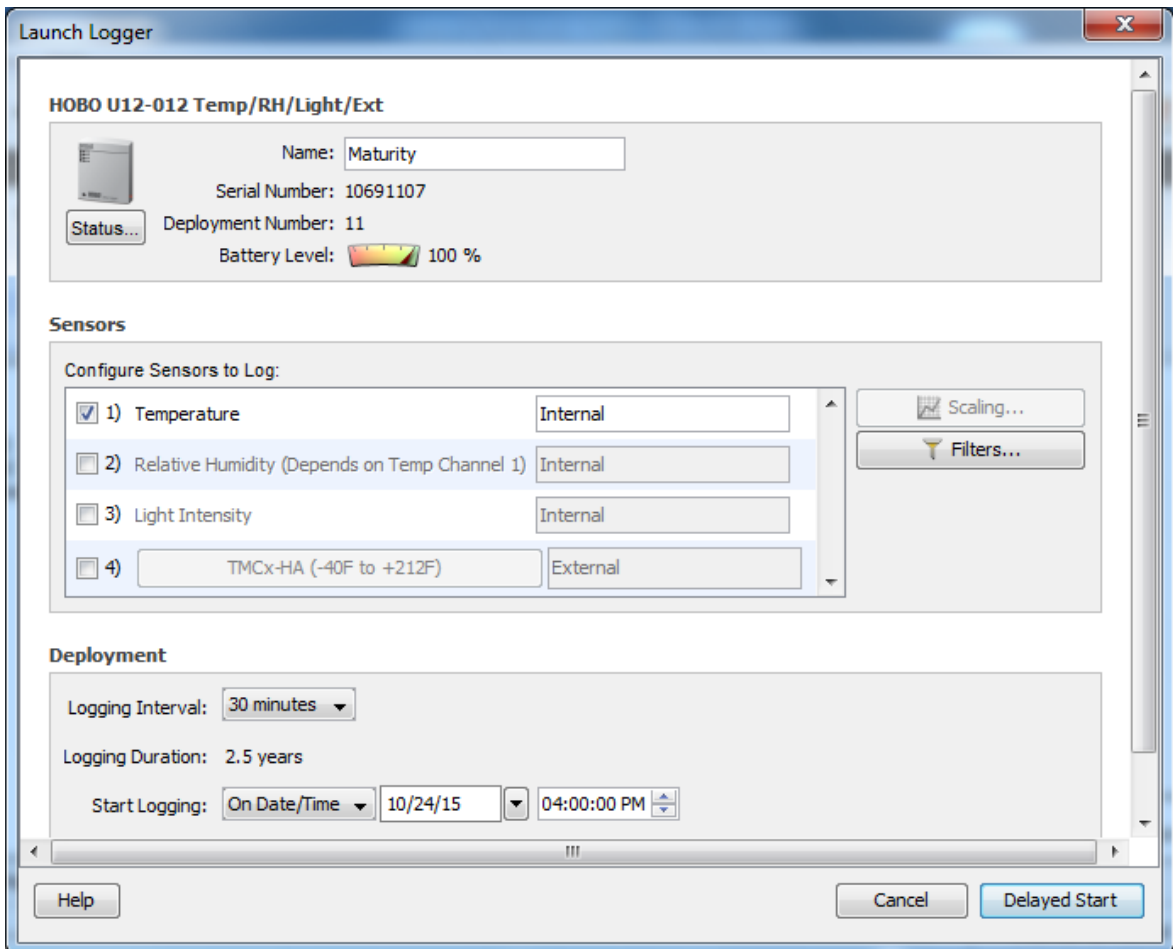 Launch Logger
HOBO U12-012 Temp/RH/Light/Ext
Name: Maturity
Serial Number: 10691107
Status... Deployment Number: 11
Battery Level: 100 %
Sensors
Configure Sensors to Log:
1) Temperature Internal Scaling...
2) Relative Humidity (Depends on Temp Channel 1) Internal Filters...
3) Light Intensity Internal
4) TMCx-HA (-40F to +212F) External
Deployment
Logging Interval: 30 minutes
Logging Duration: 2.5 years
Start Logging: On Date/Time 10/24/15 04:00:00 PM
Help Cancel Delayed Start